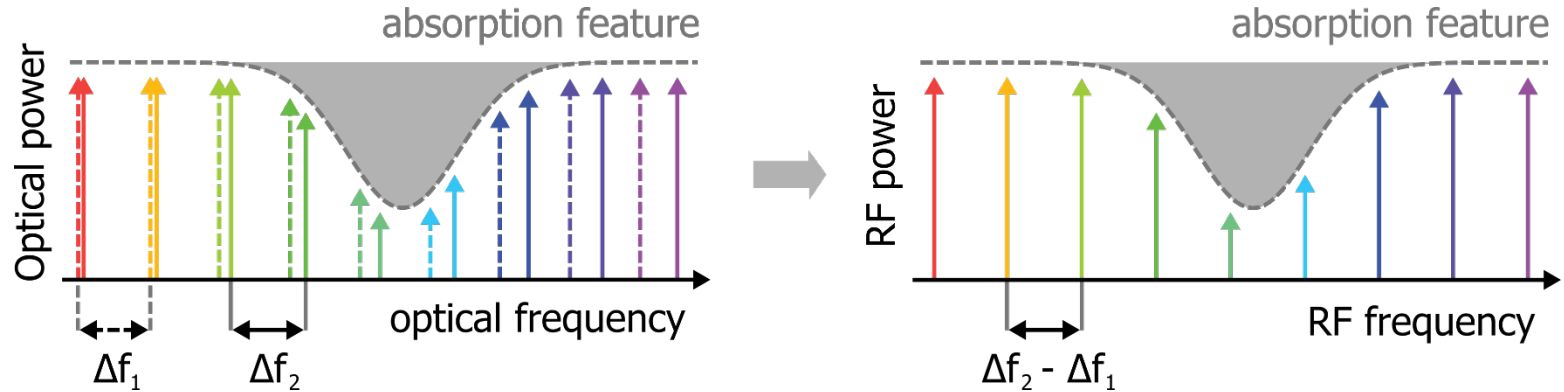 absorption feature
Optical power
optical frequency
Δf₁
Δf₂
absorption feature
RF power
RF frequency
Δf₂ - Δf₁